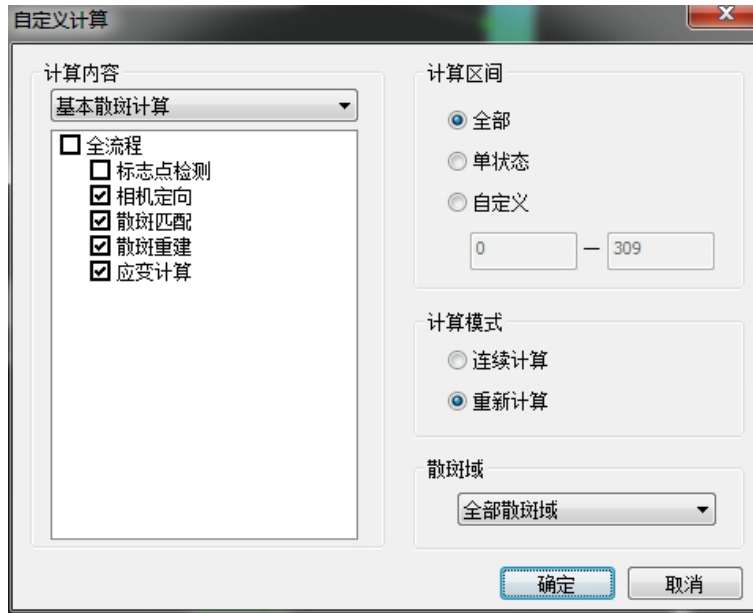 自定义计算
计算内容
基本散斑计算
全流程
标志点检测
相机定向
散斑匹配
散斑重建
应变计算
计算区间
全部
单状态
自定义
0 — 309
计算模式
连续计算
重新计算
散斑域
全部散斑域
确定 取消